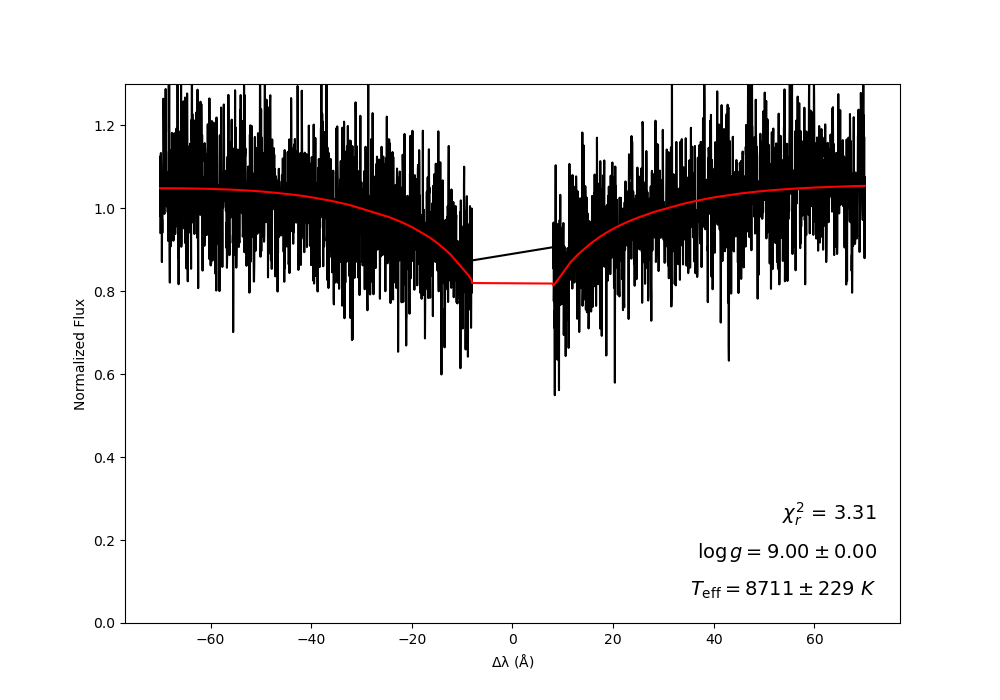 1.2
1.0
0.8
0.6
0.4
0.2
0.0
Normalized Flux
−60 −40 −20 0 20 40 60
Δλ (Å)
χ²ᵣ = 3.31
log g = 9.00 ± 0.00
T_eff = 8711 ± 229 K